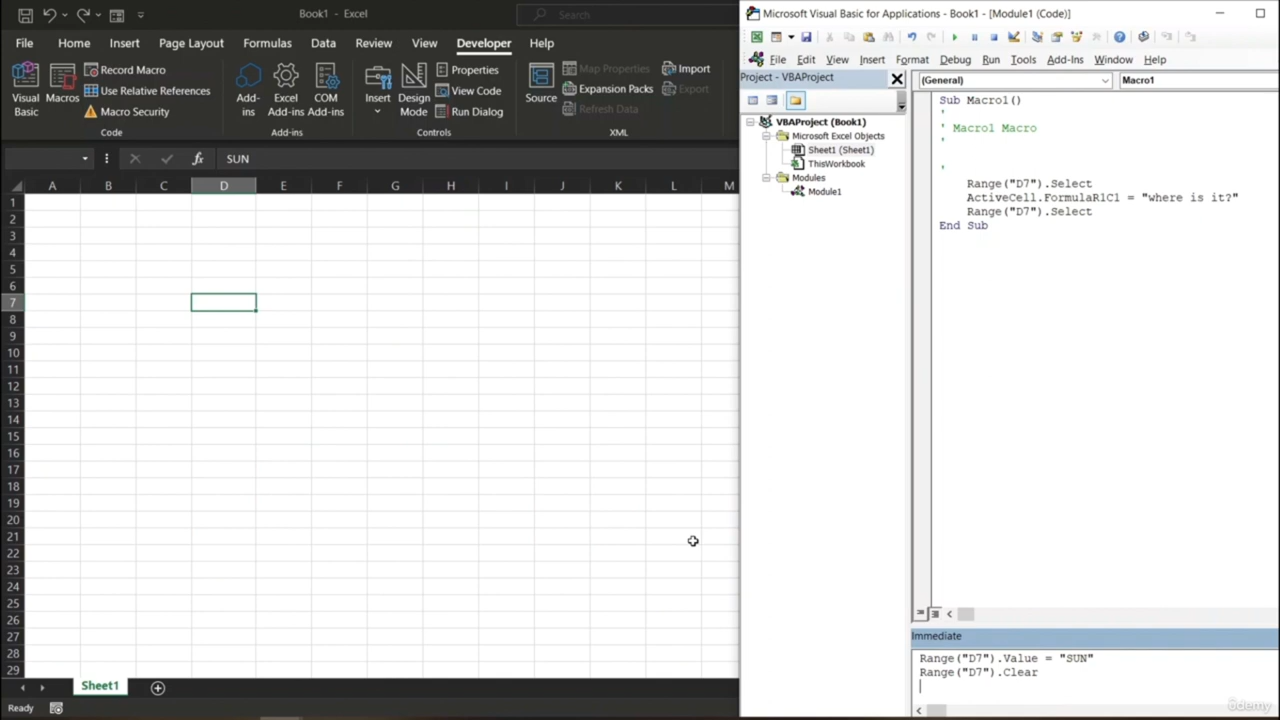 Book1 - Excel
Search
File Home Insert Page Layout Formulas Data Review View Developer Help
Visual Basic
Macros
Record Macro
Use Relative References
Macro Security
Code
Add-ins
Excel Add-ins
COM Add-ins
Add-ins
Insert
Design Mode
Properties
View Code
Run Dialog
Controls
Source
Map Properties
Expansion Packs
Refresh Data
Import
Export
XML
fx SUN
A B C D E F G H I J K L M
1
2
3
4
5
6
7
8
9
10
11
12
13
14
15
16
17
18
19
20
21
22
23
24
25
26
27
28
29
Sheet1
Ready
Microsoft Visual Basic for Applications - Book1 - [Module1 (Code)]
File Edit View Insert Format Debug Run Tools Add-Ins Window Help
Project - VBAProject
VBAProject (Book1)
Microsoft Excel Objects
Sheet1 (Sheet1)
ThisWorkbook
Modules
Module1
(General) Macro1
Sub Macro1()
'
' Macro1 Macro
'
'
Range("D7").Select
ActiveCell.FormulaR1C1 = "where is it?"
Range("D7").Select
End Sub
Immediate
Range("D7").Value = "SUN"
Range("D7").Clear
ûdemy